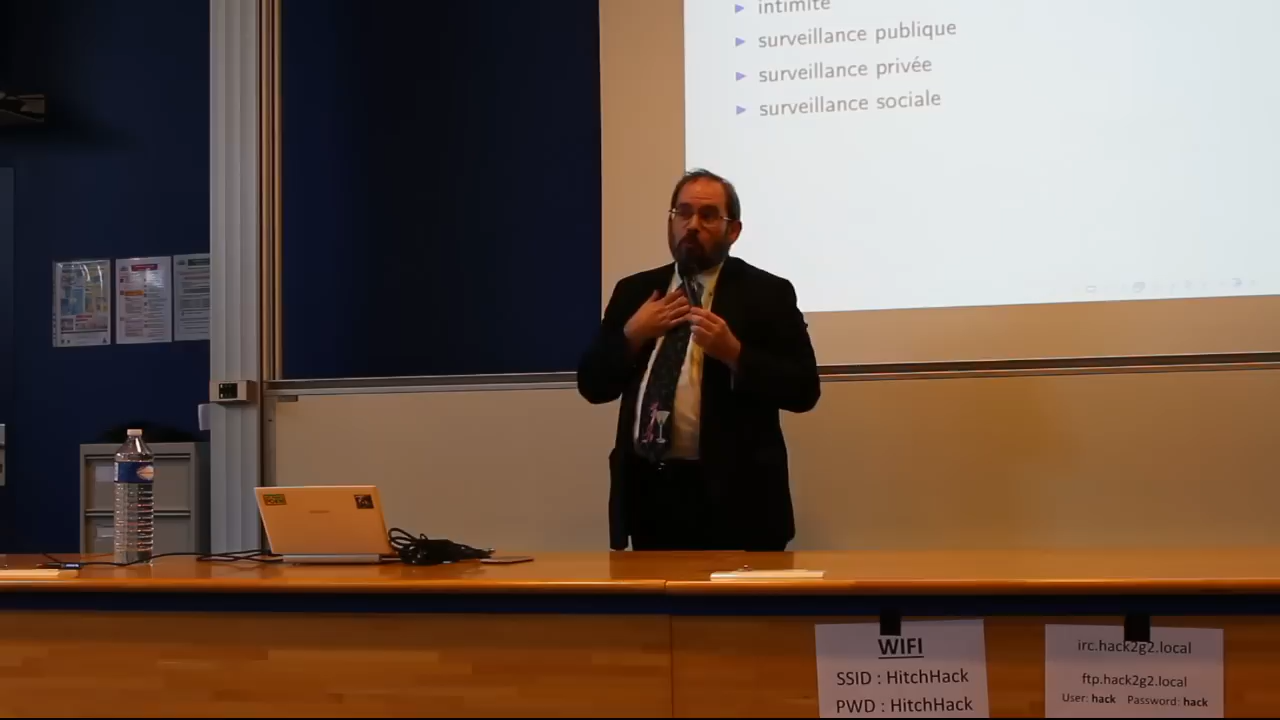 intimité
surveillance publique
surveillance privée
surveillance sociale
WIFI
SSID : HitchHack
PWD : HitchHack
irc.hack2g2.local
ftp.hack2g2.local
User: hack Password: hack